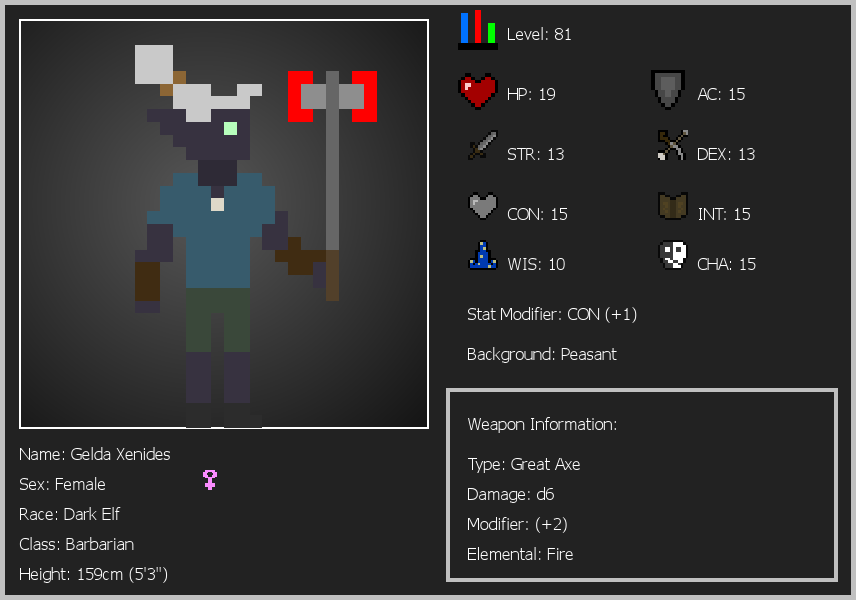 Level: 81
HP: 19
AC: 15
STR: 13
DEX: 13
CON: 15
INT: 15
WIS: 10
CHA: 15
Stat Modifier: CON (+1)
Background: Peasant
Weapon Information:
Type: Great Axe
Damage: d6
Modifier: (+2)
Elemental: Fire
Name: Gelda Xenides
Sex: Female
Race: Dark Elf
Class: Barbarian
Height: 159cm (5'3")